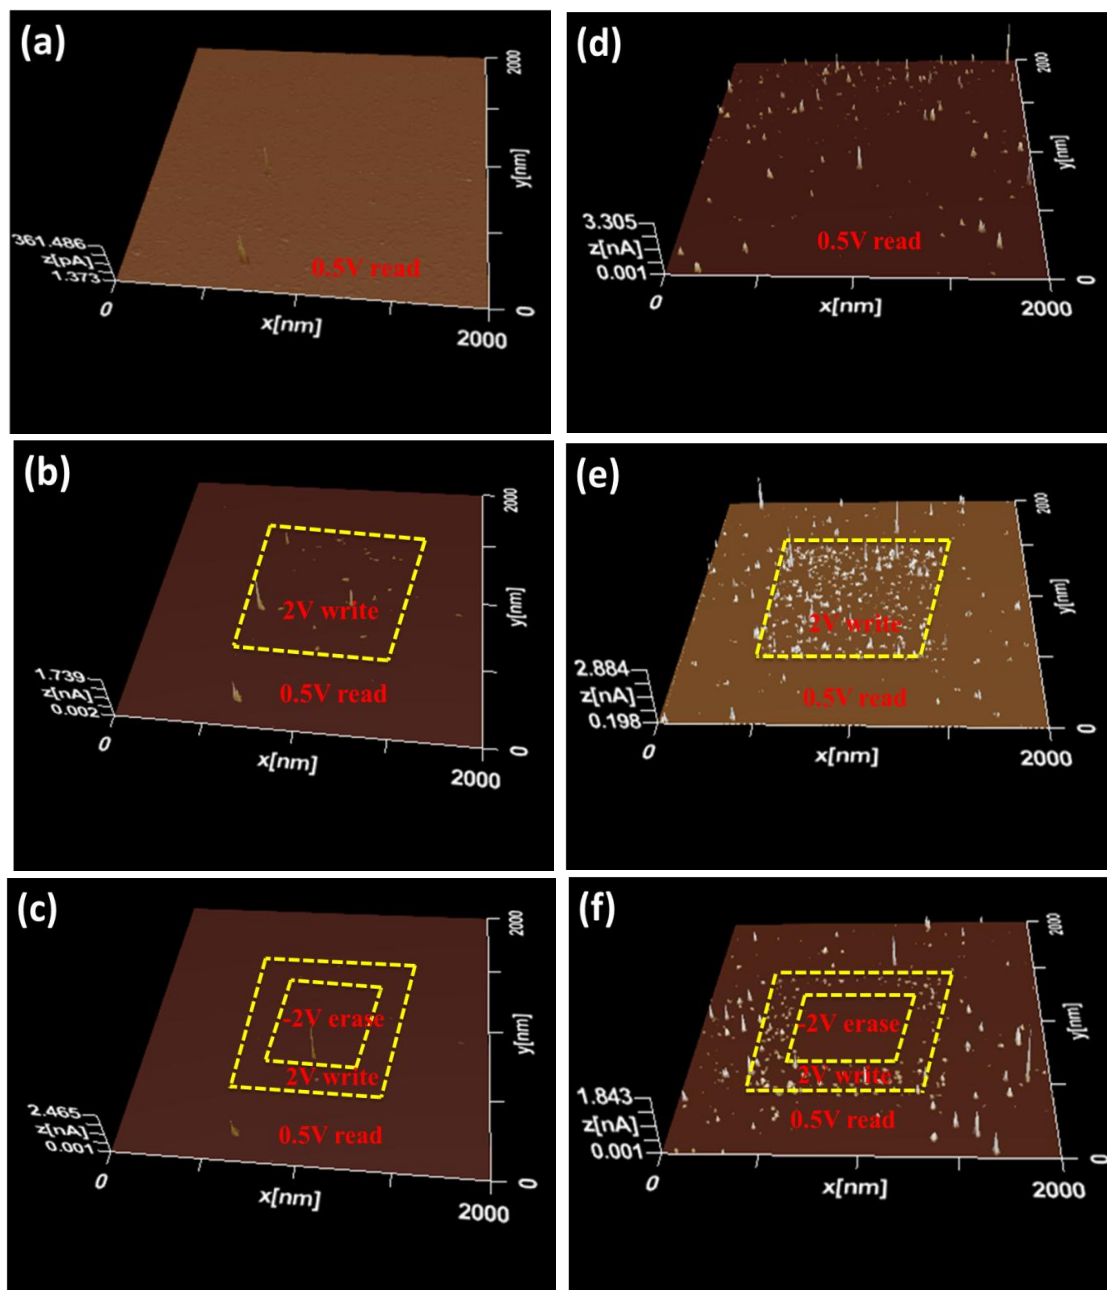 (a)
2000
y[nm]
361.486
z[pA]
1.373
0.5V read
0
0
x[nm]
2000
(d)
2000
y[nm]
3.305
z[nA]
0.001
0.5V read
0
0
x[nm]
2000
(b)
2000
y[nm]
2V write
1.739
z[nA]
0.002
0.5V read
0
0
x[nm]
2000
(e)
2000
y[nm]
2V write
2.884
z[nA]
0.198
0.5V read
0
0
x[nm]
2000
(c)
2000
y[nm]
-2V erase
2V write
2.465
z[nA]
0.001
0.5V read
0
0
x[nm]
2000
(f)
2000
y[nm]
-2V erase
2V write
1.843
z[nA]
0.001
0.5V read
0
0
x[nm]
2000